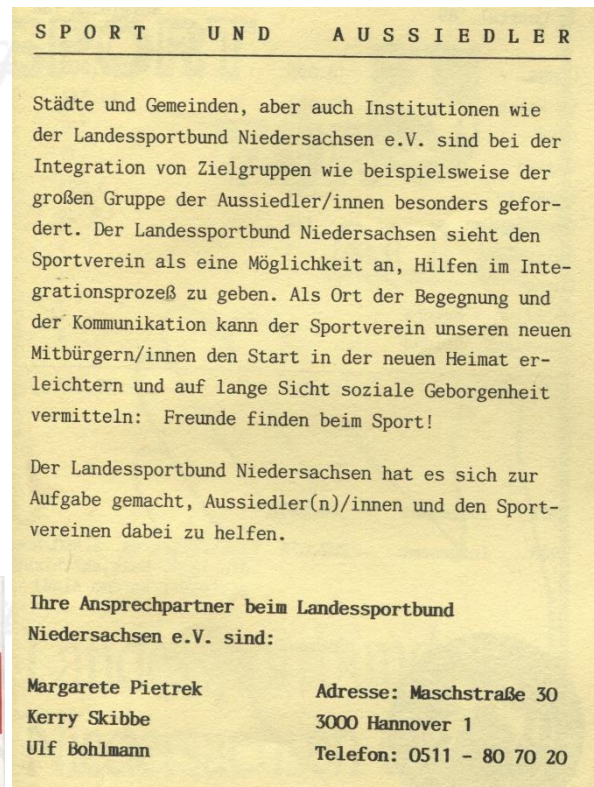 SPORT UND AUSSIEDLER
Städte und Gemeinden, aber auch Institutionen wie
der Landessportbund Niedersachsen e.V. sind bei der
Integration von Zielgruppen wie beispielsweise der
großen Gruppe der Aussiedler/innen besonders gefor-
dert. Der Landessportbund Niedersachsen sieht den
Sportverein als eine Möglichkeit an, Hilfen im Inte-
grationsprozeß zu geben. Als Ort der Begegnung und
der Kommunikation kann der Sportverein unseren neuen
Mitbürgern/innen den Start in der neuen Heimat er-
leichtern und auf lange Sicht soziale Geborgenheit
vermitteln: Freunde finden beim Sport!
Der Landessportbund Niedersachsen hat es sich zur
Aufgabe gemacht, Aussiedler(n)/innen und den Sport-
vereinen dabei zu helfen.
Ihre Ansprechpartner beim Landessportbund
Niedersachsen e.V. sind:
Margarete Pietrek
Kerry Skibbe
Ulf Bohlmann
Adresse: Maschstraße 30
3000 Hannover 1
Telefon: 0511 - 80 70 20